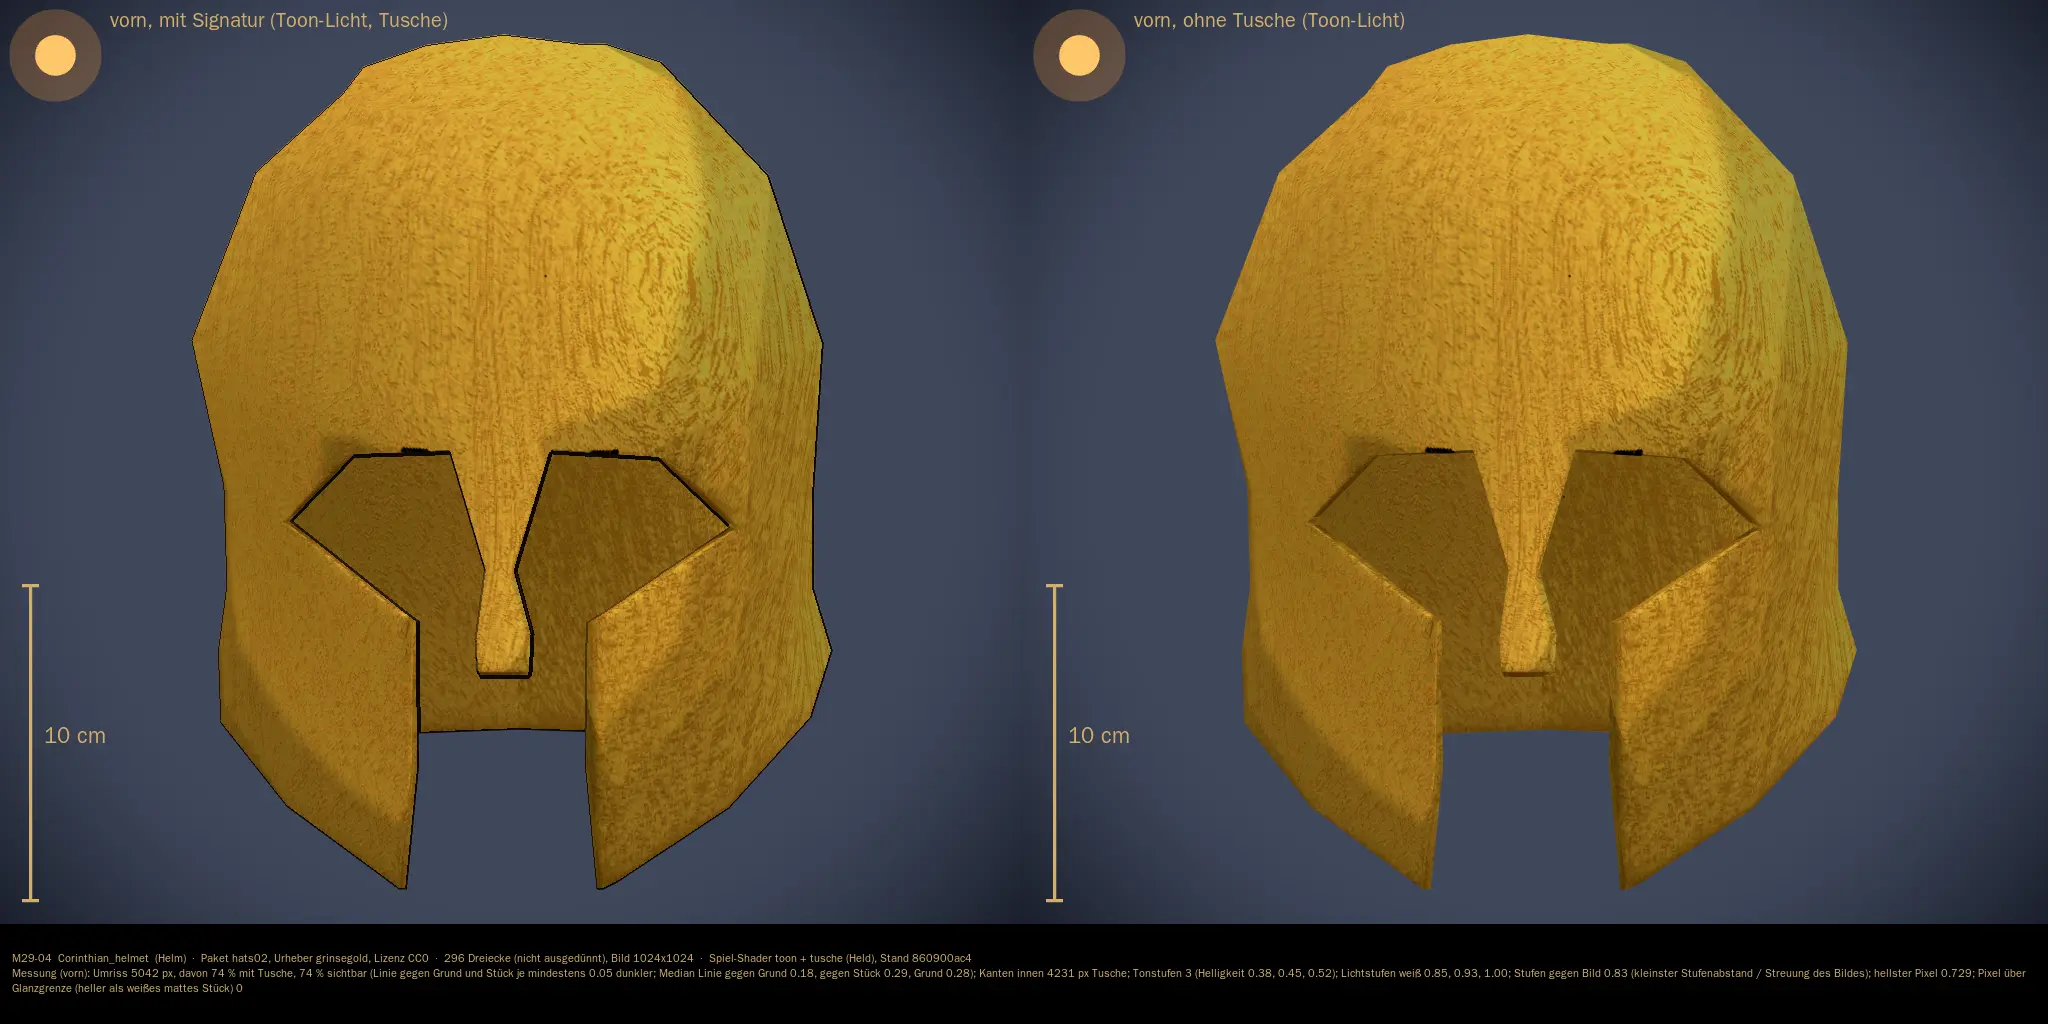 vorn, mit Signatur (Toon-Licht, Tusche)
vorn, ohne Tusche (Toon-Licht)
10 cm
10 cm
M29-04 Corinthian_helmet (Helm) · Paket hats02, Urheber grinsegold, Lizenz CC0 · 296 Dreiecke (nicht ausgedünnt), Bild 1024x1024 · Spiel-Shader toon + tusche (Held), Stand 860900ac4
Messung (vorn): Umriss 5042 px, davon 74 % mit Tusche, 74 % sichtbar (Linie gegen Grund und Stück je mindestens 0.05 dunkler; Median Linie gegen Grund 0.18, gegen Stück 0.29, Grund 0.28); Kanten innen 4231 px Tusche; Tonstufen 3 (Helligkeit 0.38, 0.45, 0.52); Lichtstufen weiß 0.85, 0.93, 1.00; Stufen gegen Bild 0.83 (kleinster Stufenabstand / Streuung des Bildes); hellster Pixel 0.729; Pixel über
Glanzgrenze (heller als weißes mattes Stück) 0